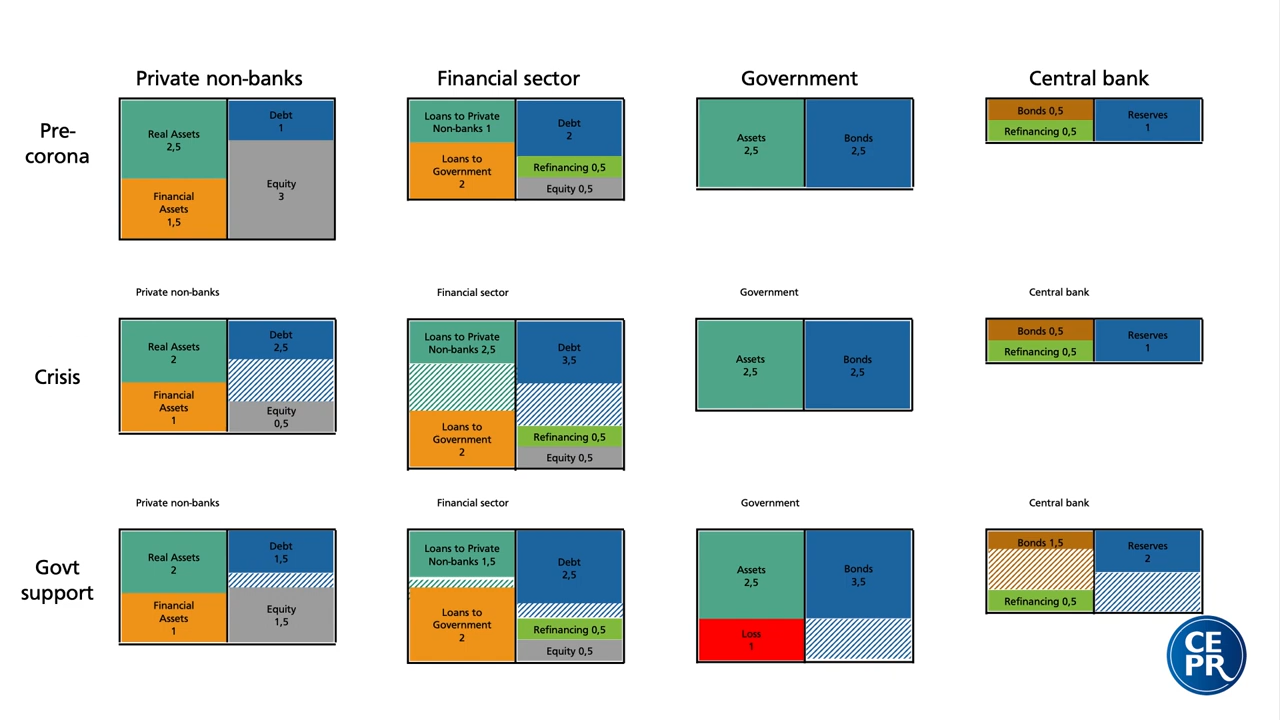 Private non-banks
Financial sector
Government
Central bank
Pre-
corona
Real Assets
2,5
Financial
Assets
1,5
Debt
1
Equity
3
Loans to Private
Non-banks 1
Loans to
Government
2
Debt
2
Refinancing 0,5
Equity 0,5
Assets
2,5
Bonds
2,5
Bonds 0,5
Refinancing 0,5
Reserves
1
Private non-banks
Financial sector
Government
Central bank
Crisis
Real Assets
2
Financial
Assets
1
Debt
2,5
Equity
0,5
Loans to Private
Non-banks 2,5
Loans to
Government
2
Debt
3,5
Refinancing 0,5
Equity 0,5
Assets
2,5
Bonds
2,5
Bonds 0,5
Refinancing 0,5
Reserves
1
Private non-banks
Financial sector
Government
Central bank
Govt
support
Real Assets
2
Financial
Assets
1
Debt
1,5
Equity
1,5
Loans to Private
Non-banks 1,5
Loans to
Government
2
Debt
2,5
Refinancing 0,5
Equity 0,5
Assets
2,5
Loss
1
Bonds
3,5
Bonds 1,5
Refinancing 0,5
Reserves
2
CE
PR